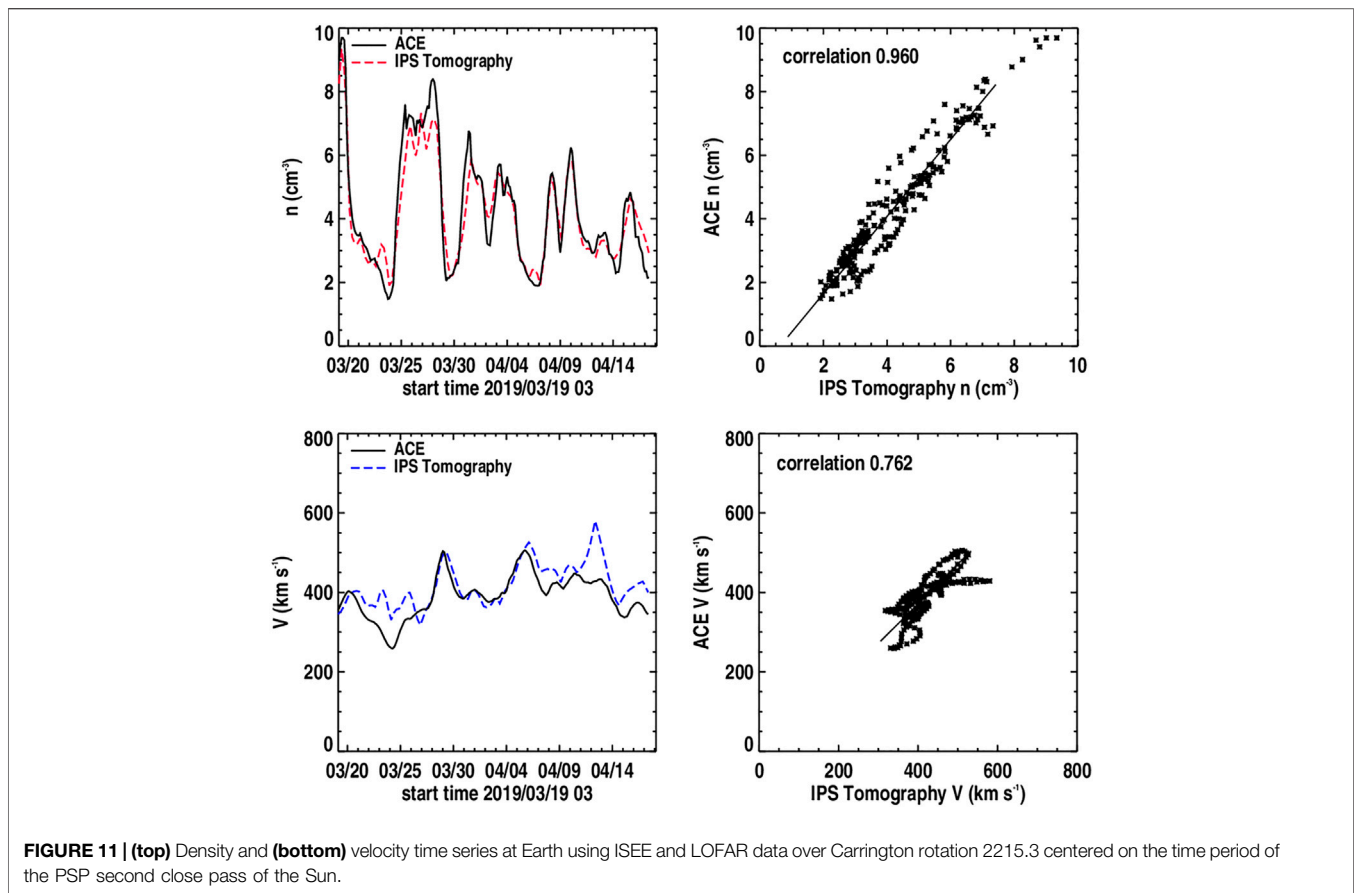 10
8
6
4
2
0
n (cm-3)
ACE
IPS Tomography
03/20 03/25 03/30 04/04 04/09 04/14
start time 2019/03/19 03
10
8
6
4
2
0
ACE n (cm-3)
correlation 0.960
0 2 4 6 8 10
IPS Tomography n (cm-3)
800
600
400
200
0
V (km s-1)
ACE
IPS Tomography
03/20 03/25 03/30 04/04 04/09 04/14
start time 2019/03/19 03
800
600
400
200
0
ACE V (km s-1)
correlation 0.762
0 200 400 600 800
IPS Tomography V (km s-1)
FIGURE 11 | (top) Density and (bottom) velocity time series at Earth using ISEE and LOFAR data over Carrington rotation 2215.3 centered on the time period of
the PSP second close pass of the Sun.